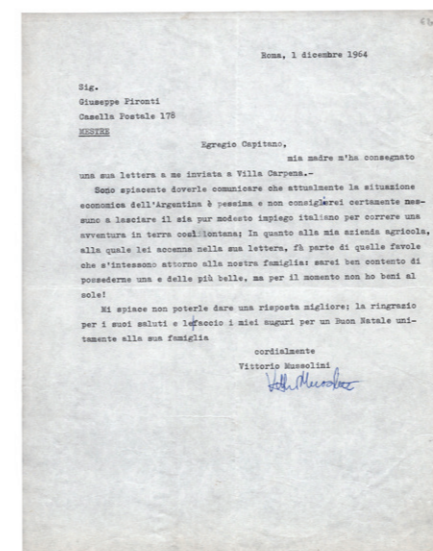 Roma, 1 dicembre 1964
Sig.
Giuseppe Pironti
Casella Postale 178
MESTRE
Egregio Capitano,
mia madre m'ha consegnato
una sua lettera a me inviata a Villa Carpena.-
Sono spiacente doverle comunicare che attualmente la situazione
economica dell'Argentina è pessima e non consiglierei certamente nes-
suno a lasciare il sia pur modesto impiego italiano per correre una
avventura in terra così lontana; In quanto alla mia azienda agricola,
alla quale lei accenna nella sua lettera, fà parte di quelle favole
che s'intessono attorno alla nostra famiglia: sarei ben contento di
possederne una e delle più belle, ma per il momento non ho beni al
sole!
Mi spiace non poterle dare una risposta migliore; la ringrazio
per i suoi saluti e le faccio i miei auguri per un Buon Natale uni-
tamente alla sua famiglia
cordialmente
Vittorio Mussolini